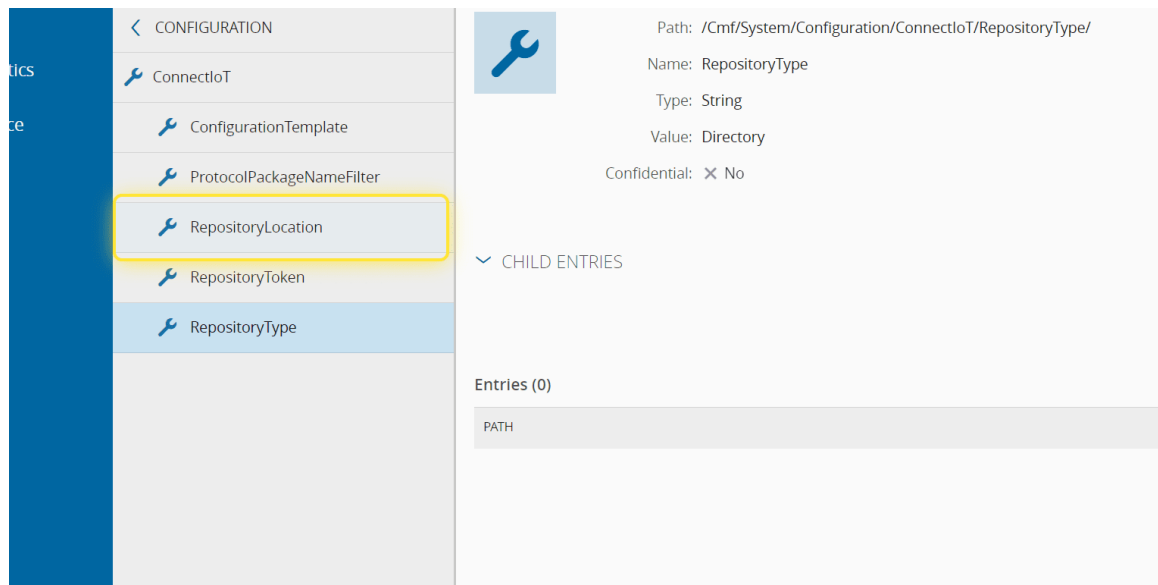 tics
ce
CONFIGURATION
ConnectIoT
ConfigurationTemplate
ProtocolPackageNameFilter
RepositoryLocation
RepositoryToken
RepositoryType
Path: /Cmf/System/Configuration/ConnectIoT/RepositoryType/
Name: RepositoryType
Type: String
Value: Directory
Confidential: No
CHILD ENTRIES
Entries (0)
PATH